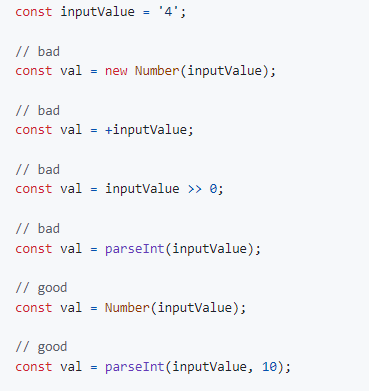 const inputValue = '4';
// bad
const val = new Number(inputValue);
// bad
const val = +inputValue;
// bad
const val = inputValue >> 0;
// bad
const val = parseInt(inputValue);
// good
const val = Number(inputValue);
// good
const val = parseInt(inputValue, 10);